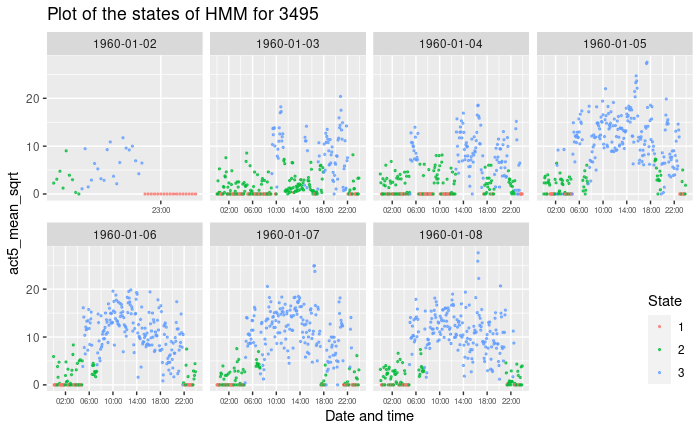 Plot of the states of HMM for 3495
1960-01-02 1960-01-03 1960-01-04 1960-01-05
20
10
0
23:00 02:00 06:00 10:00 14:00 18:00 22:00 02:00 06:00 10:00 14:00 18:00 22:00 02:00 06:00 10:00 14:00 18:00 22:00
act5_mean_sqrt
1960-01-06 1960-01-07 1960-01-08
20
10
0
02:00 06:00 10:00 14:00 18:00 22:00 02:00 06:00 10:00 14:00 18:00 22:00 02:00 06:00 10:00 14:00 18:00 22:00
Date and time
State
1
2
3